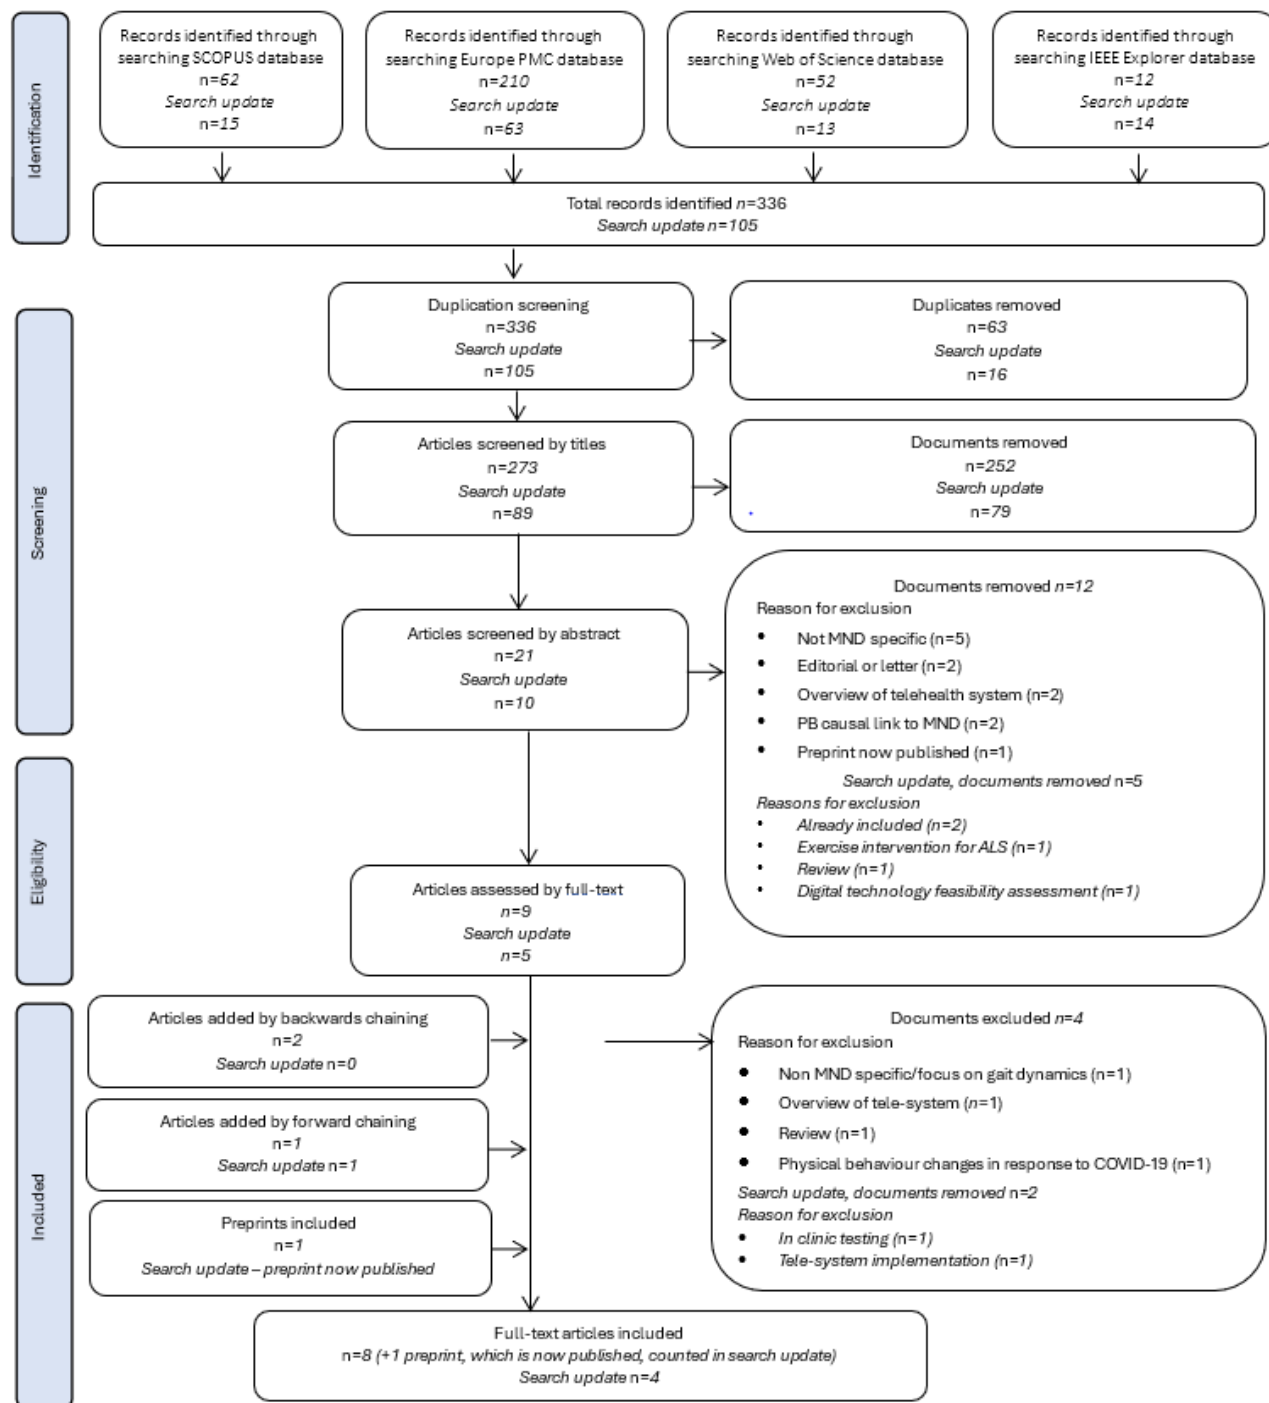 Identification
Records identified through
searching SCOPUS database
n=62
Search update
n=15
Records identified through
searching Europe PMC database
n=210
Search update
n=63
Records identified through
searching Web of Science database
n=52
Search update
n=13
Records identified through
searching IEEE Explorer database
n=12
Search update
n=14
Total records identified n=336
Search update n=105
Screening
Duplication screening
n=336
Search update
n=105
Duplicates removed
n=63
Search update
n=16
Articles screened by titles
n=273
Search update
n=89
Documents removed
n=252
Search update
n=79
Articles screened by abstract
n=21
Search update
n=10
Documents removed n=12
Reason for exclusion
• Not MND specific (n=5)
• Editorial or letter (n=2)
• Overview of telehealth system (n=2)
• PB causal link to MND (n=2)
• Preprint now published (n=1)
Search update, documents removed n=5
Reasons for exclusion
• Already included (n=2)
• Exercise intervention for ALS (n=1)
• Review (n=1)
• Digital technology feasibility assessment (n=1)
Eligibility
Articles assessed by full-text
n=9
Search update
n=5
Included
Articles added by backwards chaining
n=2
Search update n=0
Articles added by forward chaining
n=1
Search update n=1
Preprints included
n=1
Search update – preprint now published
Documents excluded n=4
Reason for exclusion
• Non MND specific/focus on gait dynamics (n=1)
• Overview of tele-system (n=1)
• Review (n=1)
• Physical behaviour changes in response to COVID-19 (n=1)
Search update, documents removed n=2
Reason for exclusion
• In clinic testing (n=1)
• Tele-system implementation (n=1)
Full-text articles included
n=8 (+1 preprint, which is now published, counted in search update)
Search update n=4